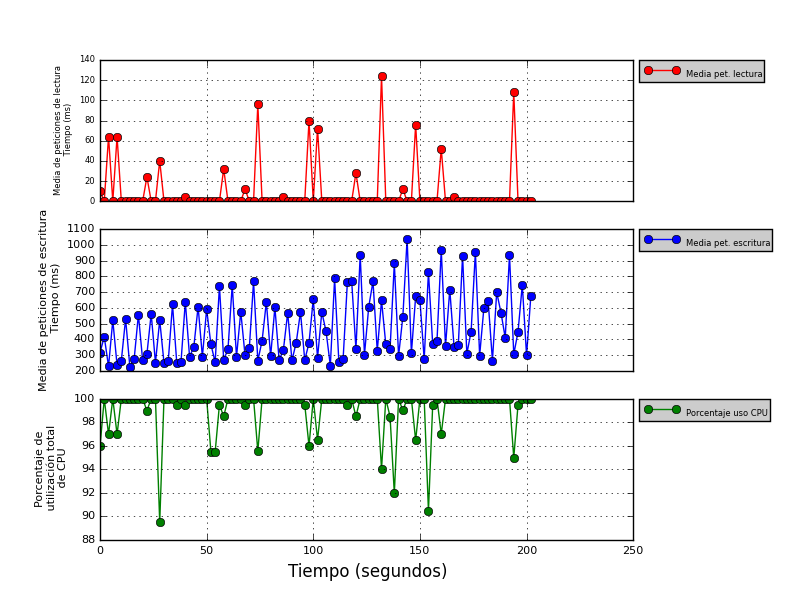 Media de peticiones de lectura
Tiempo (ms)
140
120
100
80
60
40
20
0
Media pet. lectura
Media de peticiones de escritura
Tiempo (ms)
1100
1000
900
800
700
600
500
400
300
200
Media pet. escritura
Porcentaje de
utilización total
de CPU
100
98
96
94
92
90
88
Porcentaje uso CPU
0
50
100
150
200
250
Tiempo (segundos)